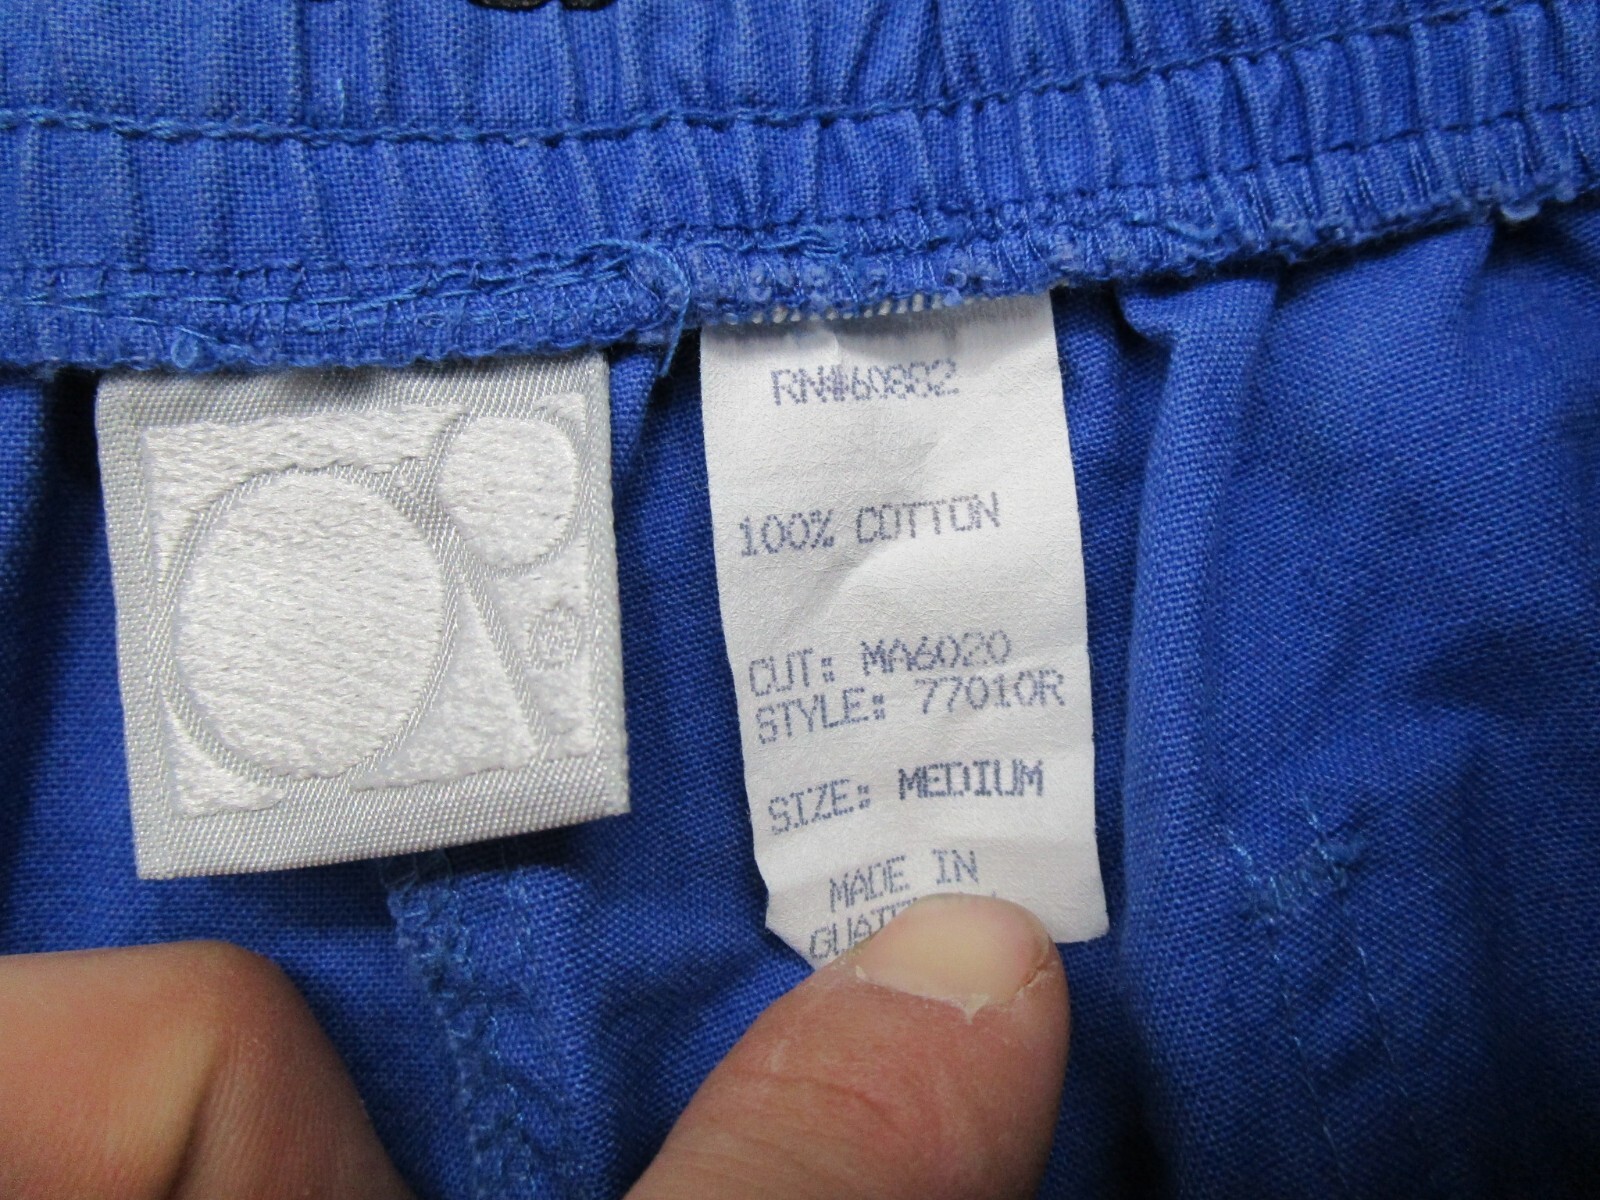 RN#60882
100% COTTON
CUT: MA6020
STYLE: 77010R
SIZE: MEDIUM
MADE IN